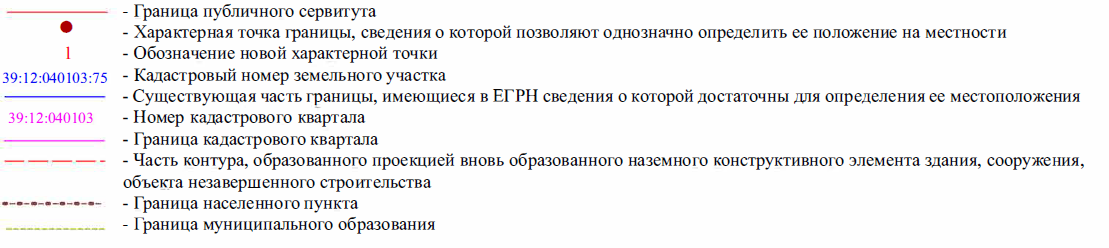 - Граница публичного сервитута
- Характерная точка границы, сведения о которой позволяют однозначно определить ее положение на местности
1 - Обозначение новой характерной точки
39:12:040103:75 - Кадастровый номер земельного участка
- Существующая часть границы, имеющиеся в ЕГРН сведения о которой достаточны для определения ее местоположения
39:12:040103 - Номер кадастрового квартала
- Граница кадастрового квартала
- Часть контура, образованного проекцией вновь образованного наземного конструктивного элемента здания, сооружения,
объекта незавершенного строительства
- Граница населенного пункта
- Граница муниципального образования